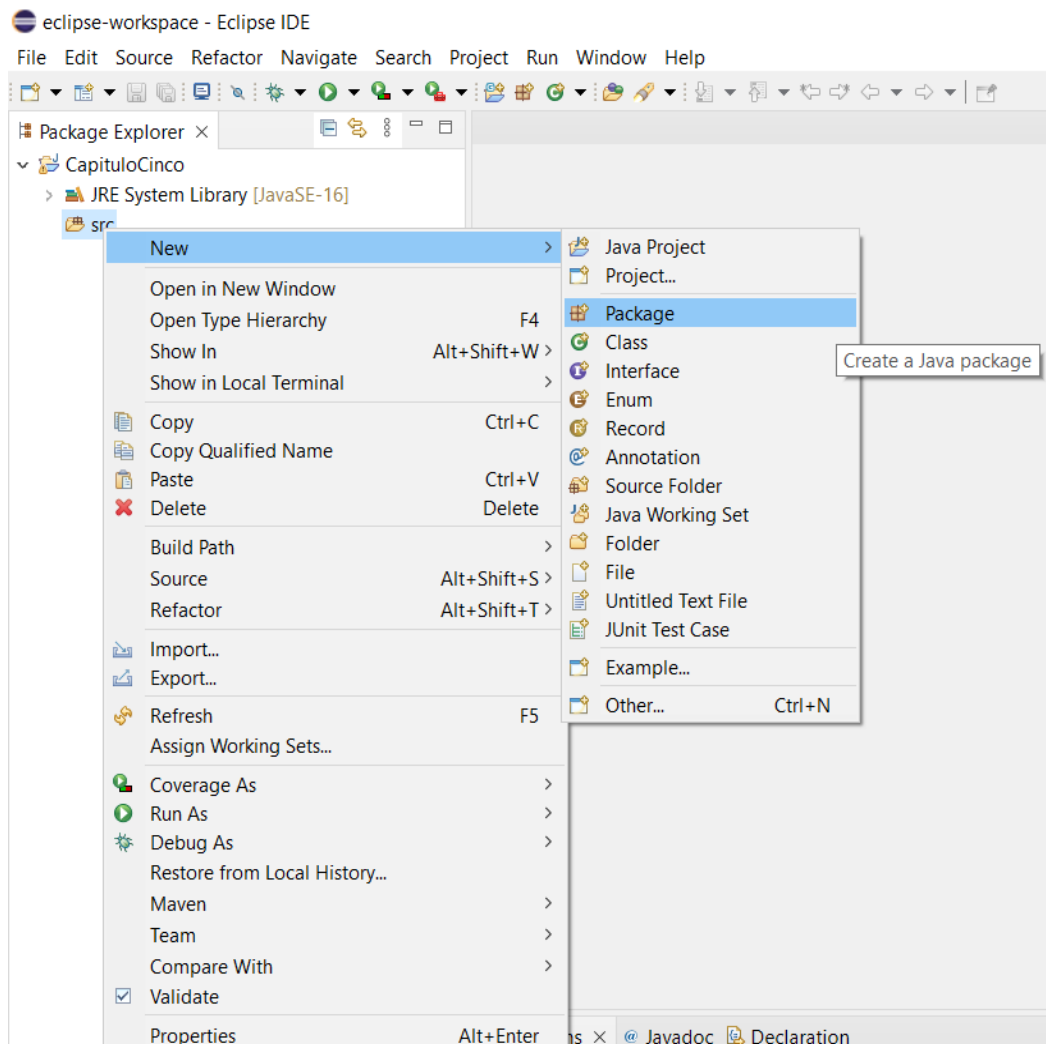 eclipse-workspace - Eclipse IDE
File Edit Source Refactor Navigate Search Project Run Window Help
Package Explorer
CapituloCinco
JRE System Library [JavaSE-16]
src
New
Open in New Window
Open Type Hierarchy F4
Show In Alt+Shift+W >
Show in Local Terminal >
Copy Ctrl+C
Copy Qualified Name
Paste Ctrl+V
Delete Delete
Build Path >
Source Alt+Shift+S >
Refactor Alt+Shift+T >
Import...
Export...
Refresh F5
Assign Working Sets...
Coverage As >
Run As >
Debug As >
Restore from Local History...
Maven >
Team >
Compare With >
Validate
Properties Alt+Enter
Java Project
Project...
Package
Class
Interface
Enum
Record
Annotation
Source Folder
Java Working Set
Folder
File
Untitled Text File
JUnit Test Case
Example...
Other... Ctrl+N
Create a Java package
@ Javadoc Declaration